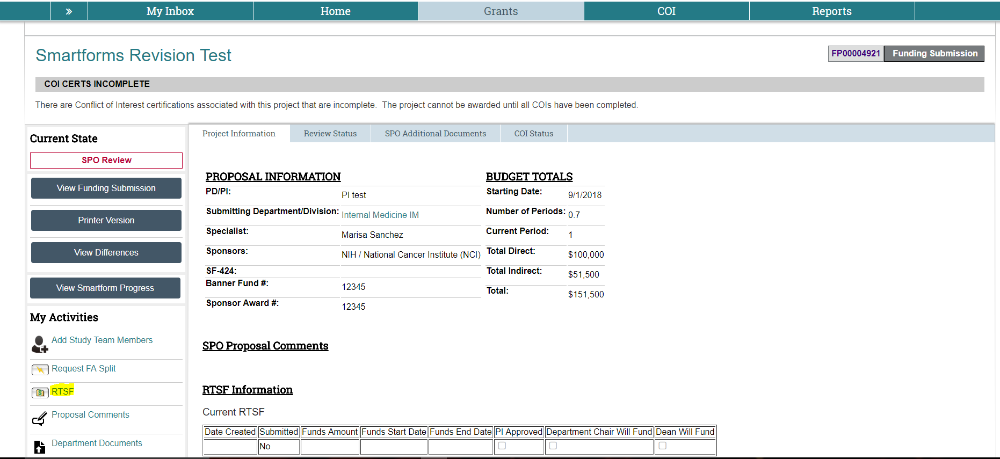 » My Inbox Home Grants COI Reports
Smartforms Revision Test
FP00004921 Funding Submission
COI CERTS INCOMPLETE
There are Conflict of Interest certifications associated with this project that are incomplete.  The project cannot be awarded until all COIs have been completed.
Current State
SPO Review
View Funding Submission
Printer Version
View Differences
View Smartform Progress
My Activities
Add Study Team Members
Request FA Split
RTSF
Proposal Comments
Department Documents
Project Information Review Status SPO Additional Documents COI Status
PROPOSAL INFORMATION
PD/PI: PI test
Submitting Department/Division: Internal Medicine IM
Specialist: Marisa Sanchez
Sponsors: NIH / National Cancer Institute (NCI)
SF-424:
Banner Fund #: 12345
Sponsor Award #: 12345
BUDGET TOTALS
Starting Date: 9/1/2018
Number of Periods: 0.7
Current Period: 1
Total Direct: $100,000
Total Indirect: $51,500
Total: $151,500
SPO Proposal Comments
RTSF Information
Current RTSF
Date Created Submitted Funds Amount Funds Start Date Funds End Date PI Approved Department Chair Will Fund Dean Will Fund
No